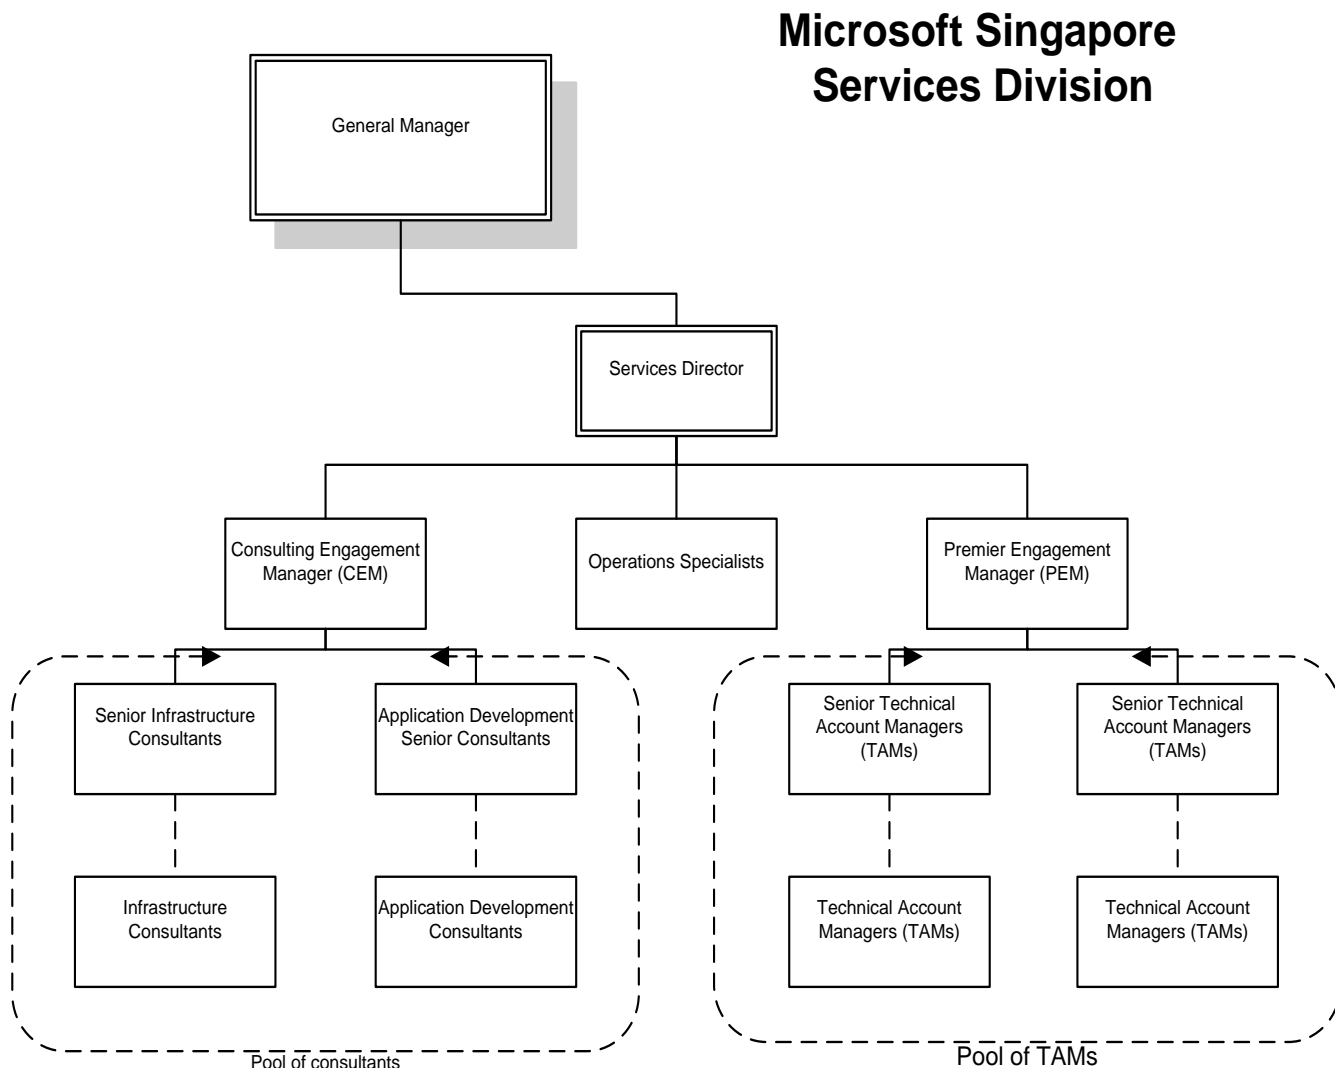 Microsoft Singapore
Services Division
General Manager
Services Director
Consulting Engagement
Manager (CEM)
Operations Specialists
Premier Engagement
Manager (PEM)
Senior Infrastructure
Consultants
Application Development
Senior Consultants
Senior Technical
Account Managers
(TAMs)
Senior Technical
Account Managers
(TAMs)
Infrastructure
Consultants
Application Development
Consultants
Technical Account
Managers (TAMs)
Technical Account
Managers (TAMs)
Pool of consultants
Pool of TAMs